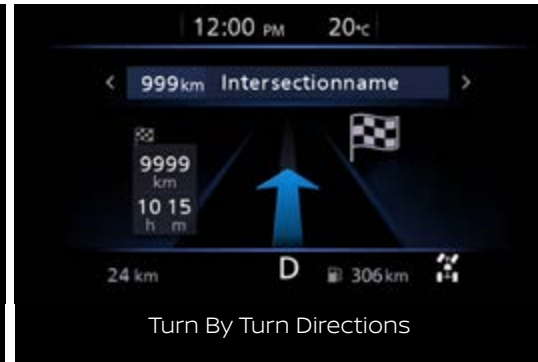 12:00 PM 20°C
< 999km Intersectionname >
9999
km
10 15
h m
24 km D 306km
Turn By Turn Directions